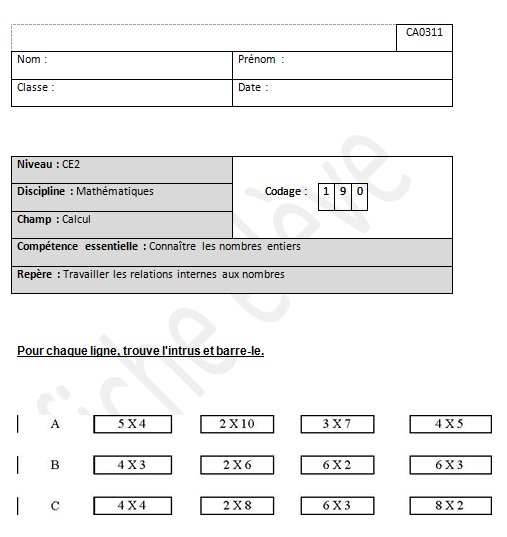 CA0311
Nom :	Prénom :
Classe :	Date :
Niveau : CE2
Discipline : Mathématiques	Codage : 1 9 0
Champ : Calcul
Compétence essentielle : Connaître les nombres entiers
Repère : Travailler les relations internes aux nombres
Pour chaque ligne, trouve l'intrus et barre-le.
A	5 X 4	2 X 10	3 X 7	4 X 5
B	4 X 3	2 X 6	6 X 2	6 X 3
C	4 X 4	2 X 8	6 X 3	8 X 2
fiche élève